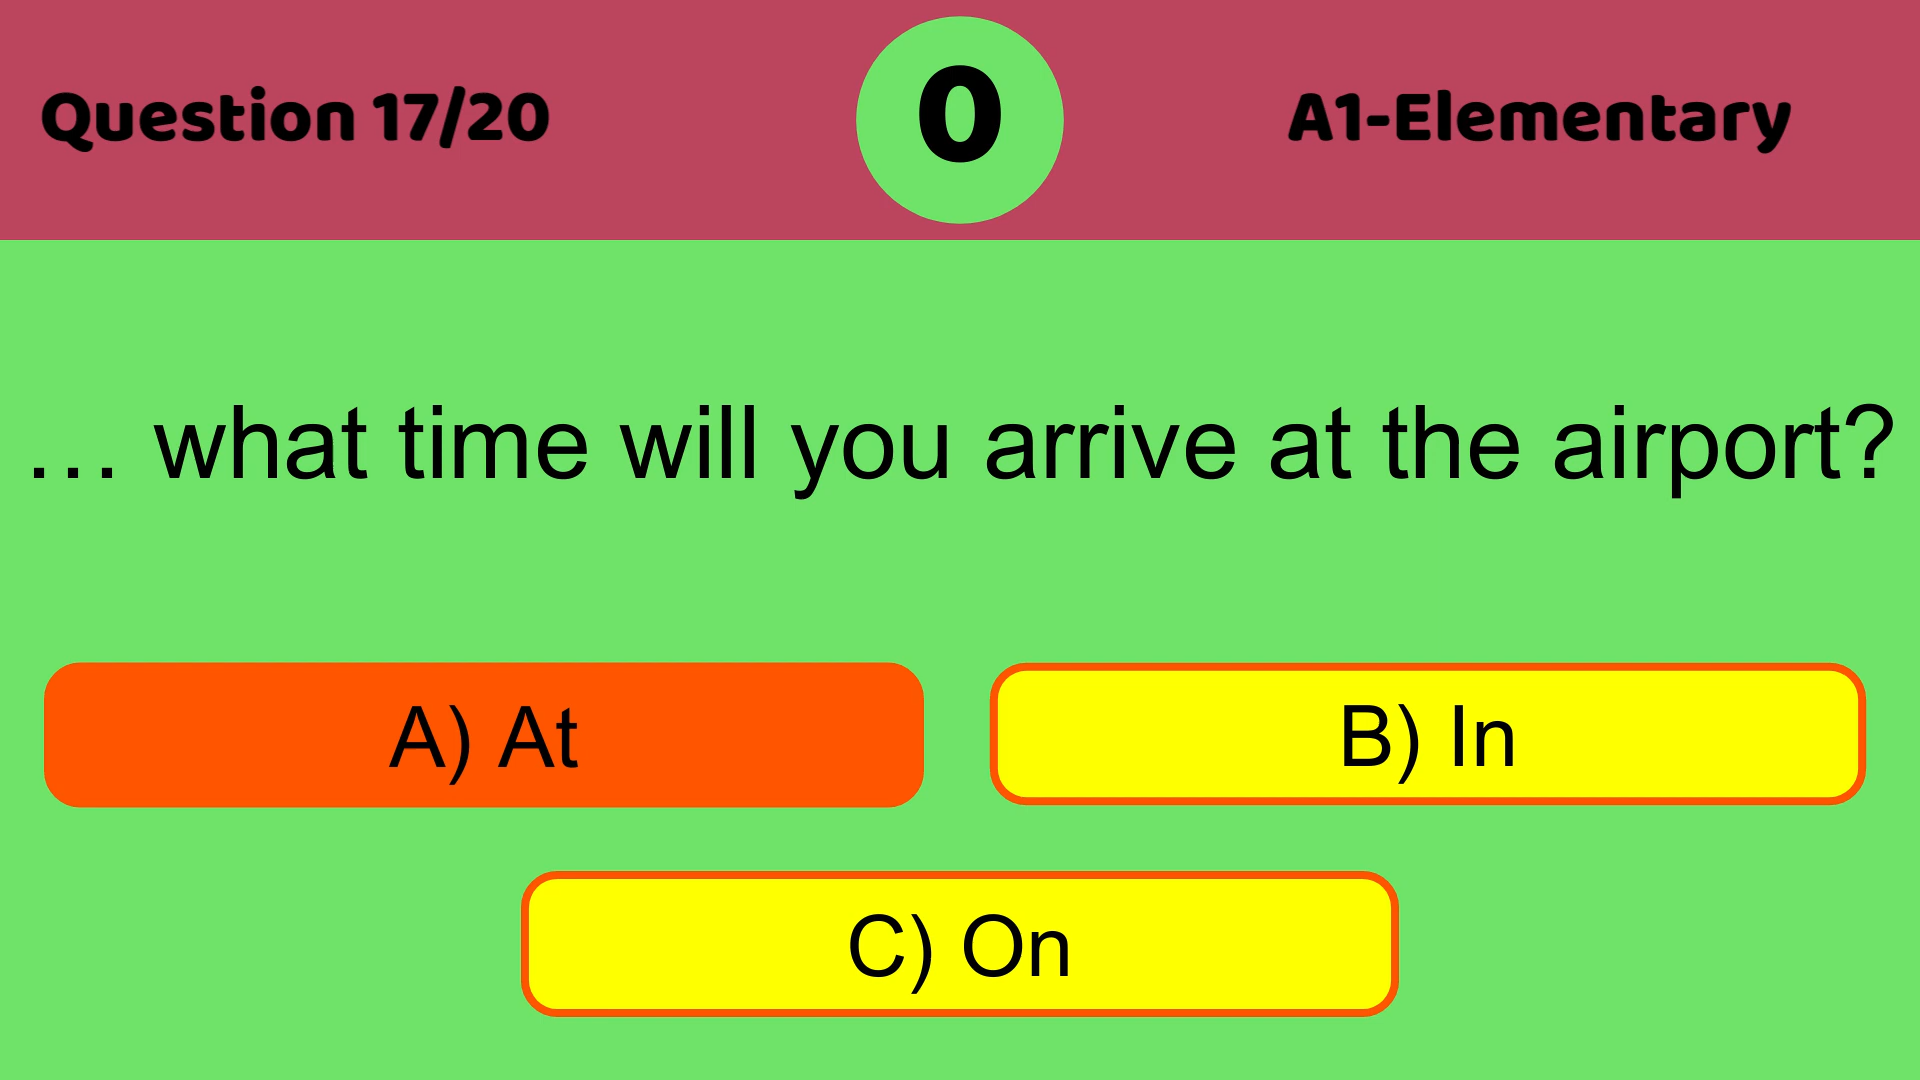 Question 17/20
0
A1-Elementary
... what time will you arrive at the airport?
A) At
B) In
C) On